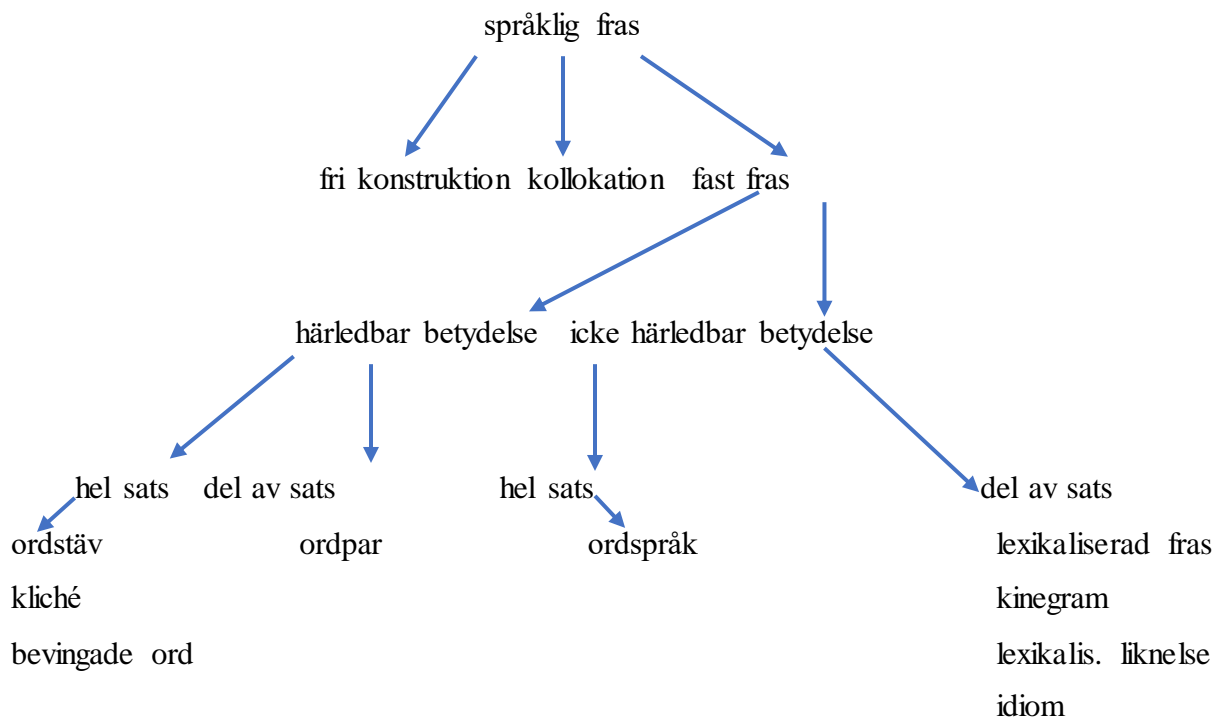 språklig fras
fri konstruktion kollokation fast fras
härledbar betydelse icke härledbar betydelse
hel sats del av sats hel sats del av sats
ordstäv ordpar ordspråk lexikaliserad fras
kliché kinegram
bevingade ord lexikalis. liknelse
idiom